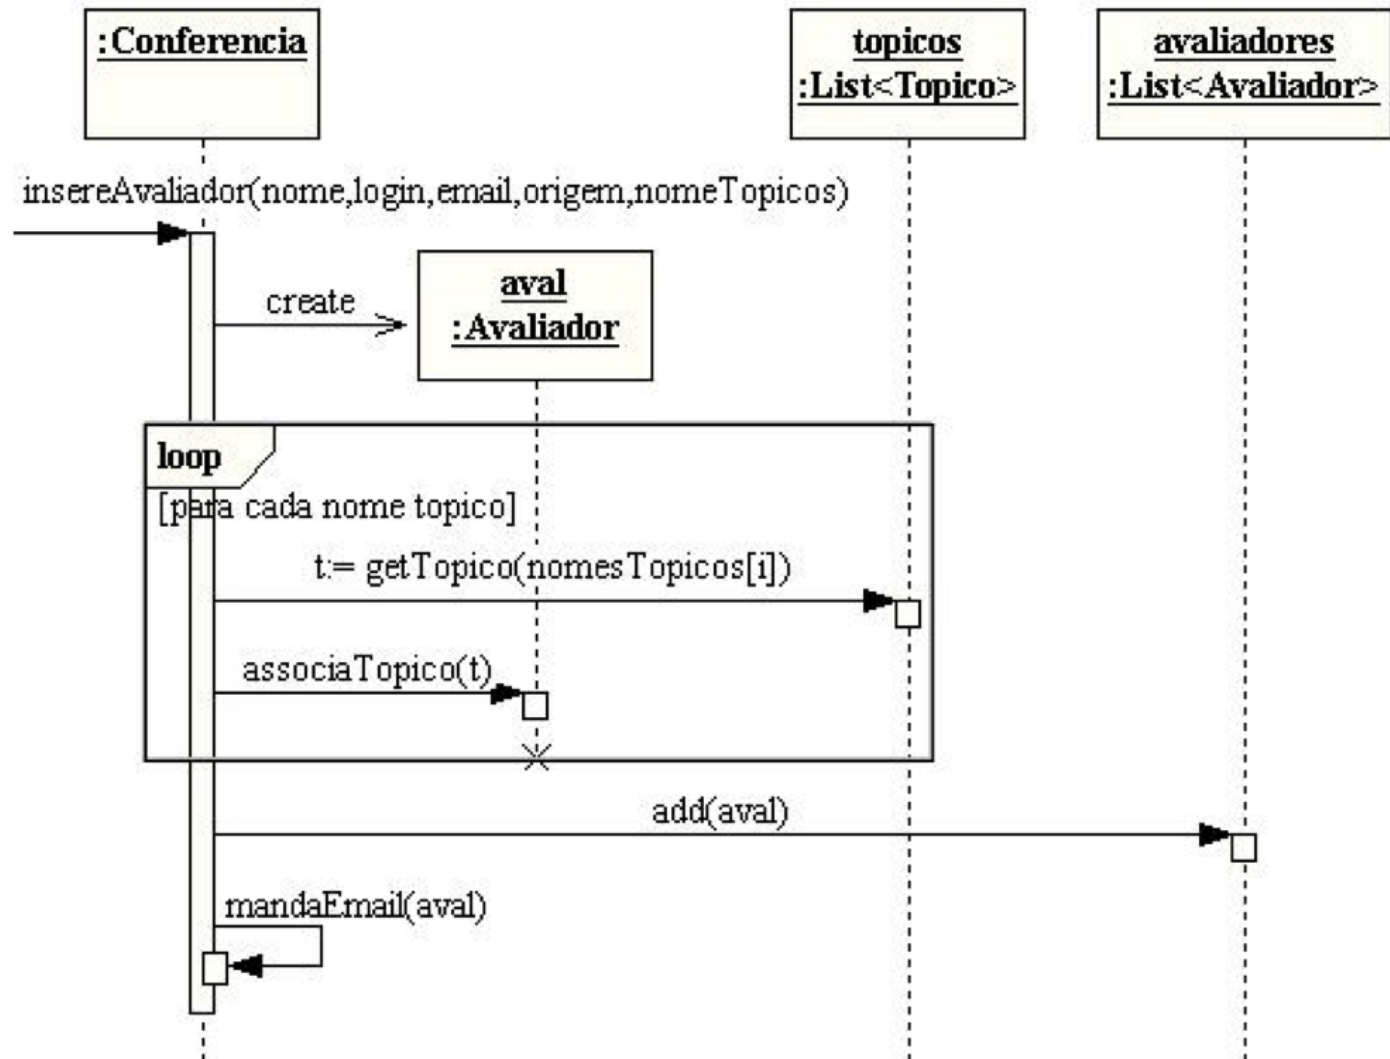 :Conferencia
topicos
:List<Topico>
avaliadores
:List<Avaliador>
insereAvaliador(nome,login,email,origem,nomeTopicos)
create
aval
:Avaliador
loop
[para cada nome topico]
t:= getTopico(nomesTopicos[i])
associaTopico(t)
add(aval)
mandaEmail(aval)